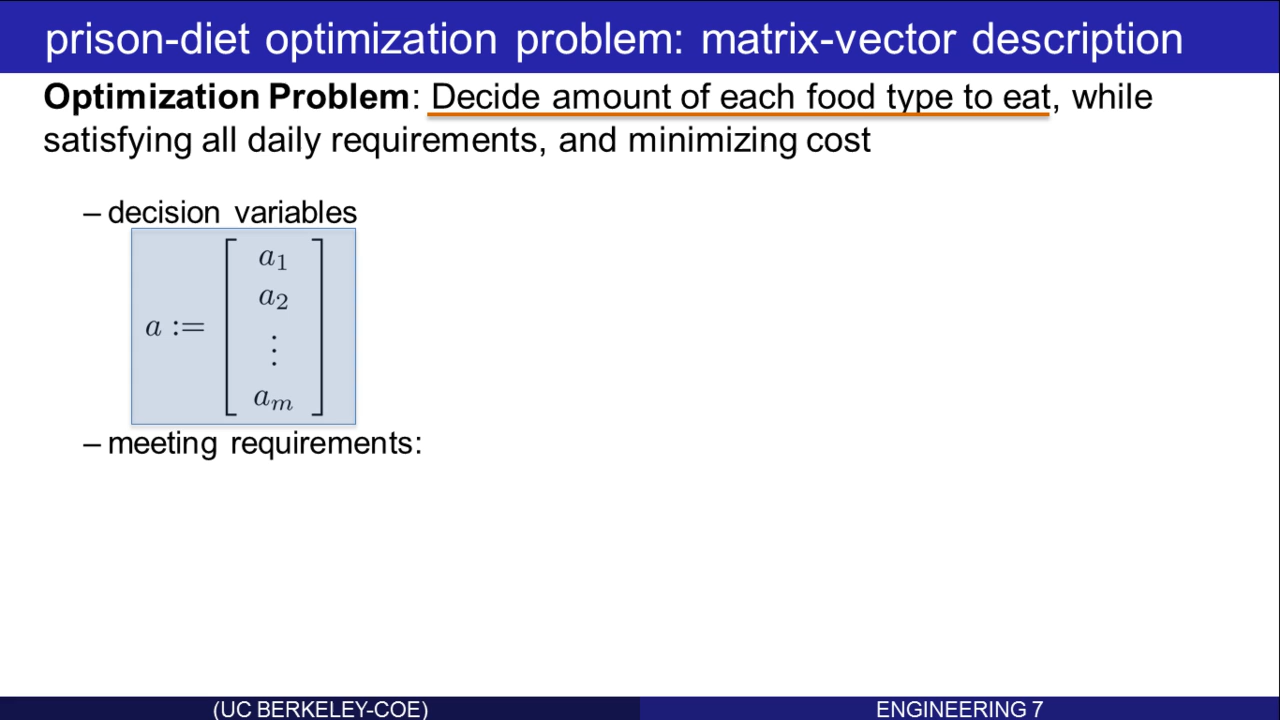 prison-diet optimization problem: matrix-vector description
Optimization Problem: Decide amount of each food type to eat, while
satisfying all daily requirements, and minimizing cost
– decision variables
a := [ a₁
a₂
⋮
aₘ ]
– meeting requirements:
(UC BERKELEY-COE) ENGINEERING 7